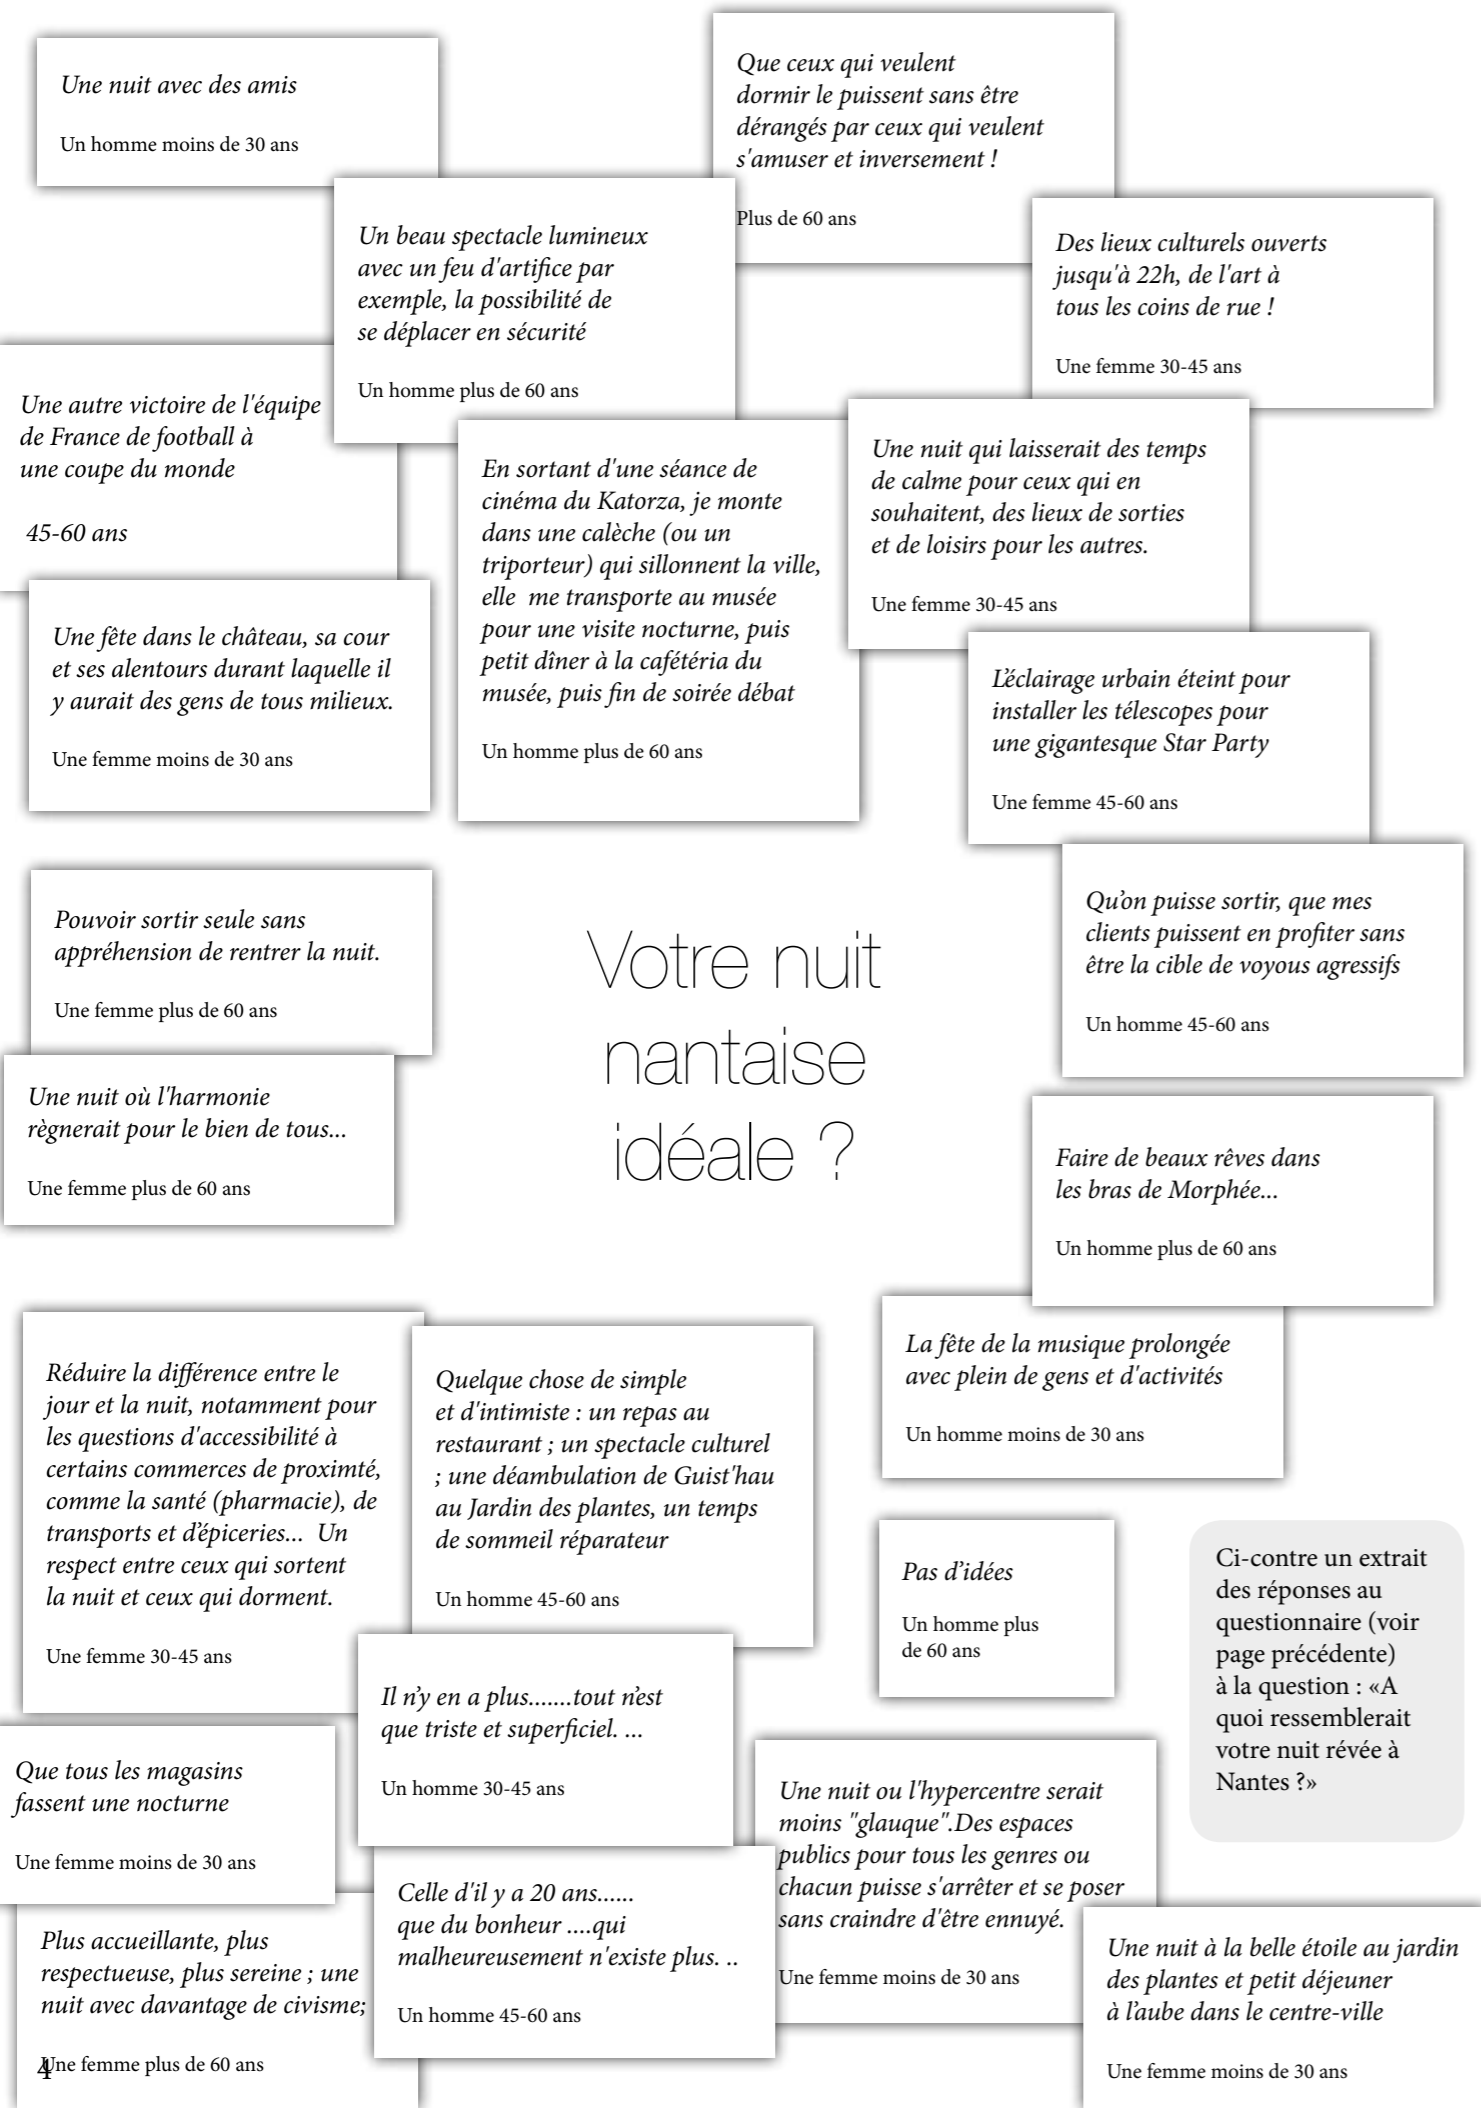 Une nuit avec des amis
Un homme moins de 30 ans
Que ceux qui veulent
dormir le puissent sans être
dérangés par ceux qui veulent
s'amuser et inversement !
Plus de 60 ans
Un beau spectacle lumineux
avec un feu d'artifice par
exemple, la possibilité de
se déplacer en sécurité
Un homme plus de 60 ans
Des lieux culturels ouverts
jusqu'à 22h, de l'art à
tous les coins de rue !
Une femme 30-45 ans
Une autre victoire de l'équipe
de France de football à
une coupe du monde
45-60 ans
En sortant d'une séance de
cinéma du Katorza, je monte
dans une calèche (ou un
triporteur) qui sillonnent la ville,
elle  me transporte au musée
pour une visite nocturne, puis
petit dîner à la cafétéria du
musée, puis fin de soirée débat
Un homme plus de 60 ans
Une nuit qui laisserait des temps
de calme pour ceux qui en
souhaitent, des lieux de sorties
et de loisirs pour les autres.
Une femme 30-45 ans
Une fête dans le château, sa cour
et ses alentours durant laquelle il
y aurait des gens de tous milieux.
Une femme moins de 30 ans
L'éclairage urbain éteint pour
installer les télescopes pour
une gigantesque Star Party
Une femme 45-60 ans
Pouvoir sortir seule sans
appréhension de rentrer la nuit.
Une femme plus de 60 ans
Votre nuit
nantaise
idéale ?
Qu'on puisse sortir, que mes
clients puissent en profiter sans
être la cible de voyous agressifs
Un homme 45-60 ans
Une nuit où l'harmonie
règnerait pour le bien de tous...
Une femme plus de 60 ans
Faire de beaux rêves dans
les bras de Morphée...
Un homme plus de 60 ans
Réduire la différence entre le
jour et la nuit, notamment pour
les questions d'accessibilité à
certains commerces de proximté,
comme la santé (pharmacie), de
transports et d'épiceries...  Un
respect entre ceux qui sortent
la nuit et ceux qui dorment.
Une femme 30-45 ans
Quelque chose de simple
et d'intimiste : un repas au
restaurant ; un spectacle culturel
; une déambulation de Guist'hau
au Jardin des plantes, un temps
de sommeil réparateur
Un homme 45-60 ans
La fête de la musique prolongée
avec plein de gens et d'activités
Un homme moins de 30 ans
Pas d'idées
Un homme plus
de 60 ans
Ci-contre un extrait
des réponses au
questionnaire (voir
page précédente)
à la question : «A
quoi ressemblerait
votre nuit révée à
Nantes ?»
Il n'y en a plus.......tout n'est
que triste et superficiel. ...
Un homme 30-45 ans
Que tous les magasins
fassent une nocturne
Une femme moins de 30 ans
Une nuit ou l'hypercentre serait
moins "glauque".Des espaces
publics pour tous les genres ou
chacun puisse s'arrêter et se poser
sans craindre d'être ennuyé.
Une femme moins de 30 ans
Celle d'il y a 20 ans......
que du bonheur ....qui
malheureusement n'existe plus. ..
Un homme 45-60 ans
Plus accueillante, plus
respectueuse, plus sereine ; une
nuit avec davantage de civisme;
Une femme plus de 60 ans
Une nuit à la belle étoile au jardin
des plantes et petit déjeuner
à l'aube dans le centre-ville
Une femme moins de 30 ans
4